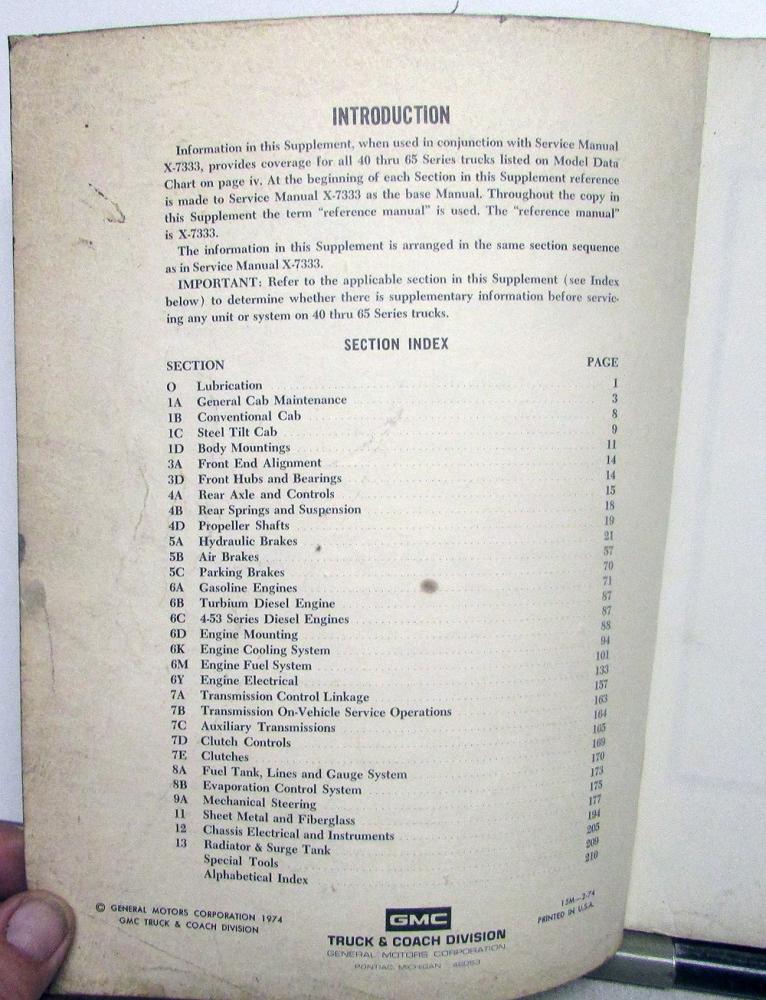 INTRODUCTION
Information in this Supplement, when used in conjunction with Service Manual
X-7333, provides coverage for all 40 thru 65 Series trucks listed on Model Data
Chart on page iv. At the beginning of each Section in this Supplement reference
is made to Service Manual X-7333 as the base Manual. Throughout the copy in
this Supplement the term “reference manual” is used. The “reference manual”
is X-7333.
The information in this Supplement is arranged in the same section sequence
as in Service Manual X-7333.
IMPORTANT: Refer to the applicable section in this Supplement (see Index
below) to determine whether there is supplementary information before servic-
ing any unit or system on 40 thru 65 Series trucks.
SECTION INDEX
SECTION PAGE
O Lubrication 1
1A General Cab Maintenance 3
1B Conventional Cab 8
1C Steel Tilt Cab 9
1D Body Mountings 11
3A Front End Alignment 14
3D Front Hubs and Bearings 14
4A Rear Axle and Controls 15
4B Rear Springs and Suspension 18
4D Propeller Shafts 19
5A Hydraulic Brakes 21
5B Air Brakes 57
5C Parking Brakes 70
6A Gasoline Engines 71
6B Turbium Diesel Engine 87
6C 4-53 Series Diesel Engines 87
6D Engine Mounting 88
6K Engine Cooling System 94
6M Engine Fuel System 101
6Y Engine Electrical 133
7A Transmission Control Linkage 157
7B Transmission On-Vehicle Service Operations 163
7C Auxiliary Transmissions 164
7D Clutch Controls 165
7E Clutches 169
8A Fuel Tank, Lines and Gauge System 170
8B Evaporation Control System 173
9A Mechanical Steering 175
11 Sheet Metal and Fiberglass 177
12 Chassis Electrical and Instruments 194
13 Radiator & Surge Tank 205
Special Tools 209
Alphabetical Index 210
© GENERAL MOTORS CORPORATION 1974
GMC TRUCK & COACH DIVISION
GMC
TRUCK & COACH DIVISION
GENERAL MOTORS CORPORATION
PONTIAC, MICHIGAN 48053
15M—2-74
PRINTED IN U.S.A.